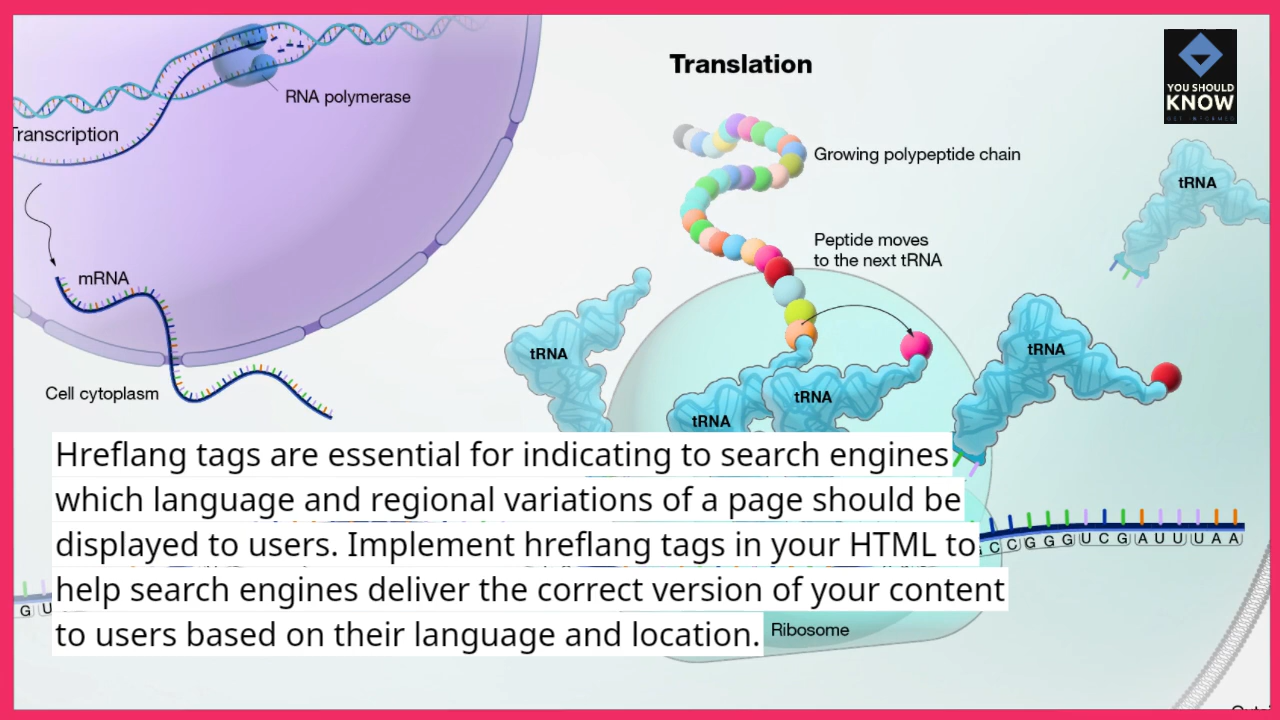 Translation
YOU SHOULD
KNOW
GET INFORMED
RNA polymerase
Transcription
Growing polypeptide chain
tRNA
Peptide moves
to the next tRNA
mRNA
tRNA
tRNA
Cell cytoplasm
tRNA
tRNA
Hreflang tags are essential for indicating to search engines
which language and regional variations of a page should be
displayed to users. Implement hreflang tags in your HTML to
help search engines deliver the correct version of your content
to users based on their language and location.
CCGGGUCGAUUUAA
GU
Ribosome